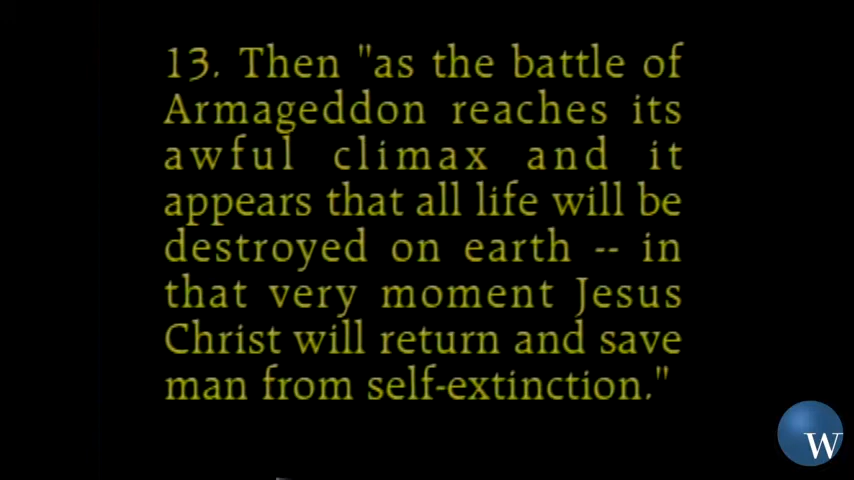 13. Then "as the battle of
Armageddon reaches its
awful climax and it
appears that all life will be
destroyed on earth -- in
that very moment Jesus
Christ will return and save
man from self-extinction."
W